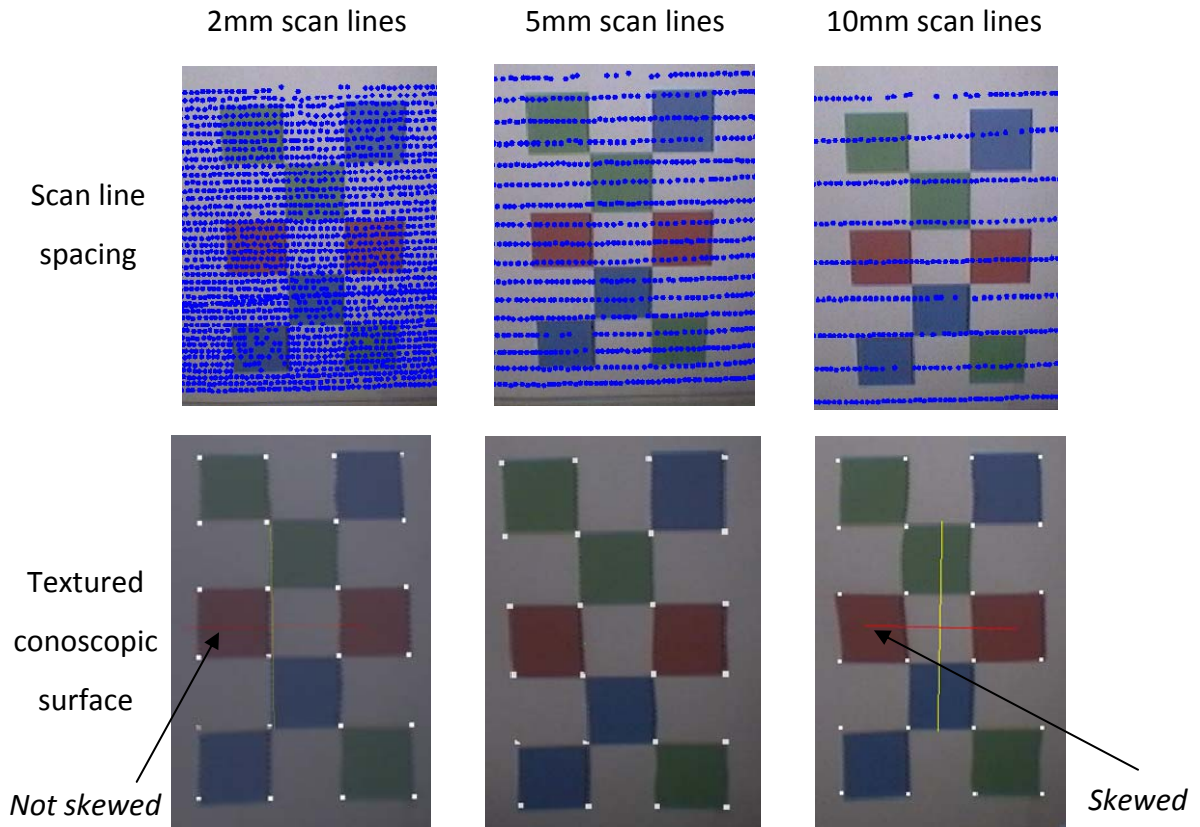 2mm scan lines
5mm scan lines
10mm scan lines
Scan line
spacing
Textured
conoscopic
surface
Not skewed
Skewed